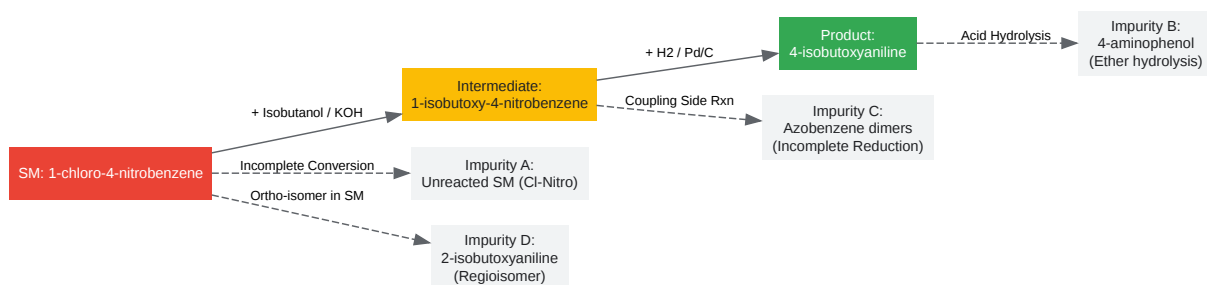 Product:
4-isobutoxyaniline
Acid Hydrolysis
Impurity B:
4-aminophenol
(Ether hydrolysis)
+ H2 / Pd/C
Intermediate:
1-isobutoxy-4-nitrobenzene
Coupling Side Rxn
Impurity C:
Azobenzene dimers
(Incomplete Reduction)
+ Isobutanol / KOH
SM: 1-chloro-4-nitrobenzene
Incomplete Conversion
Impurity A:
Unreacted SM (Cl-Nitro)
Ortho-isomer in SM
Impurity D:
2-isobutoxyaniline
(Regioisomer)